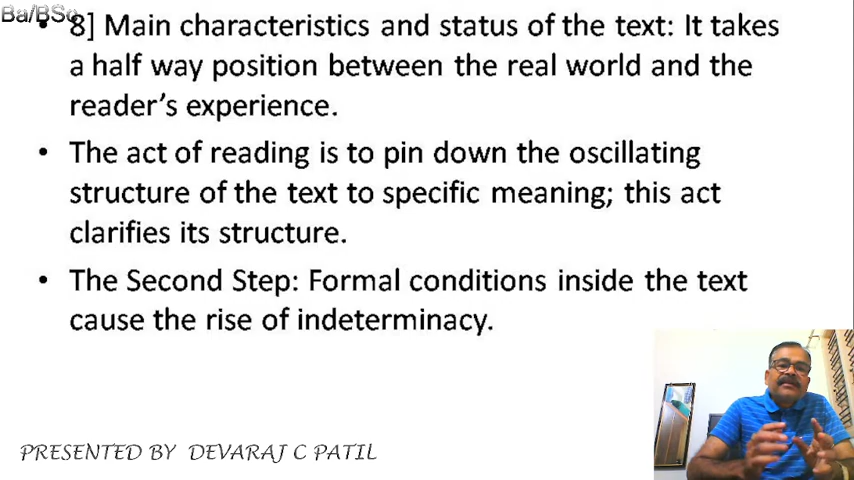 Ba/BSc
• 8] Main characteristics and status of the text: It takes
a half way position between the real world and the
reader's experience.
• The act of reading is to pin down the oscillating
structure of the text to specific meaning; this act
clarifies its structure.
• The Second Step: Formal conditions inside the text
cause the rise of indeterminacy.
PRESENTED BY DEVARAJ C PATIL